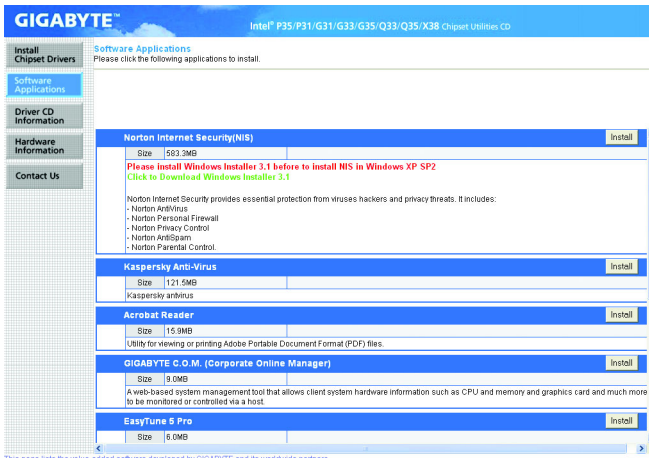 GIGABYTE™
Intel® P35/P31/G31/G33/G35/Q33/Q35/X38 Chipset Utilities CD
Install
Chipset Drivers
Software
Applications
Driver CD
Information
Hardware
Information
Contact Us
Software Applications
Please click the following applications to install.
Norton Internet Security(NIS)
Install
Size 583.3MB
Please install Windows Installer 3.1 before to install NIS in Windows XP SP2
Click to Download Windows Installer 3.1
Norton Internet Security provides essential protection from viruses hackers and privacy threats. It includes:
- Norton AntiVirus
- Norton Personal Firewall
- Norton Privacy Control
- Norton AntiSpam
- Norton Parental Control.
Kaspersky Anti-Virus
Install
Size 121.5MB
Kaspersky antvirus
Acrobat Reader
Install
Size 15.9MB
Utility for viewing or printing Adobe Portable Document Format (PDF) files.
GIGABYTE C.O.M. (Corporate Online Manager)
Install
Size 9.0MB
A web-based system management tool that allows client system hardware information such as CPU and memory and graphics card and much more
to be monitored or controlled via a host.
EasyTune 5 Pro
Install
Size 6.0MB